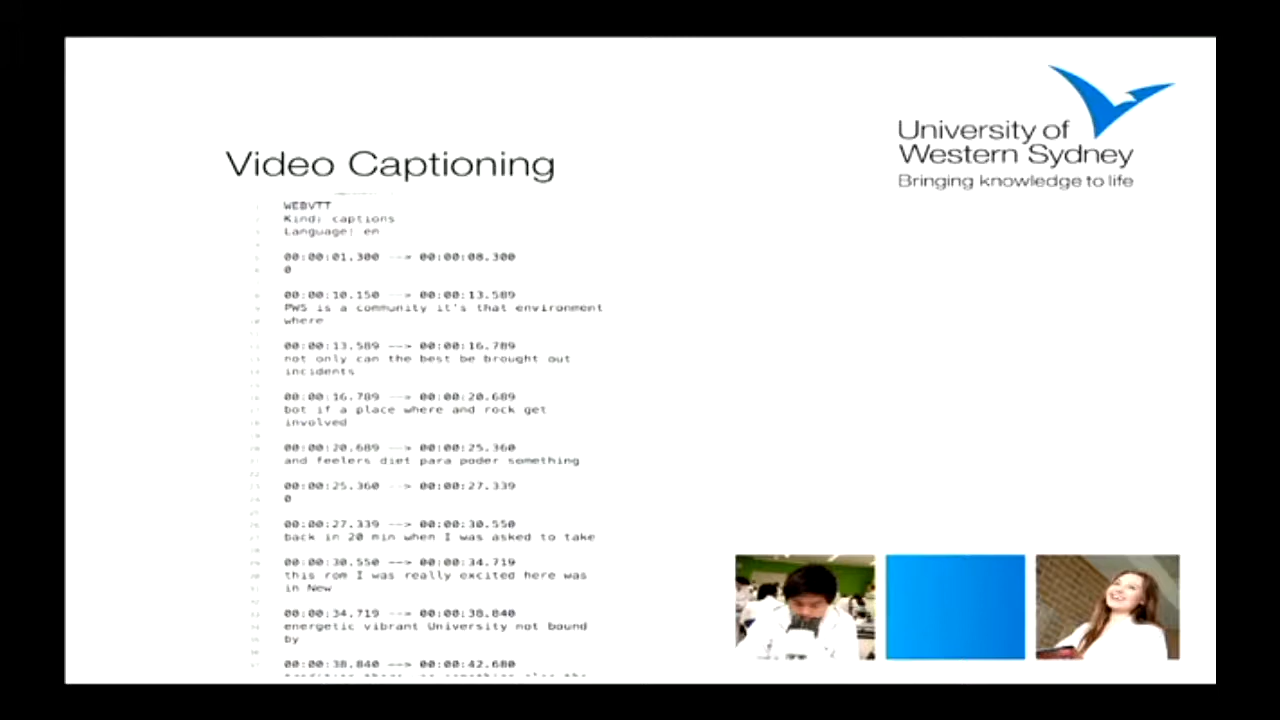 University of
Western Sydney
Bringing knowledge to life
Video Captioning
WEBVTT
Kind: captions
Language: en
00:00:01.300 --> 00:00:08.300
0
00:00:10.150 --> 00:00:13.589
PWS is a community it's that environment
where
00:00:13.589 --> 00:00:16.789
not only can the best be brought out
incidents
00:00:16.789 --> 00:00:20.689
bot if a place where and rock get
involved
00:00:20.689 --> 00:00:25.360
and feelers diet para poder something
00:00:25.360 --> 00:00:27.339
0
00:00:27.339 --> 00:00:30.550
back in 20 min when I was asked to take
00:00:30.550 --> 00:00:34.719
this rom I was really excited here was
in New
00:00:34.719 --> 00:00:38.840
energetic vibrant University not bound
by
00:00:38.840 --> 00:00:42.680